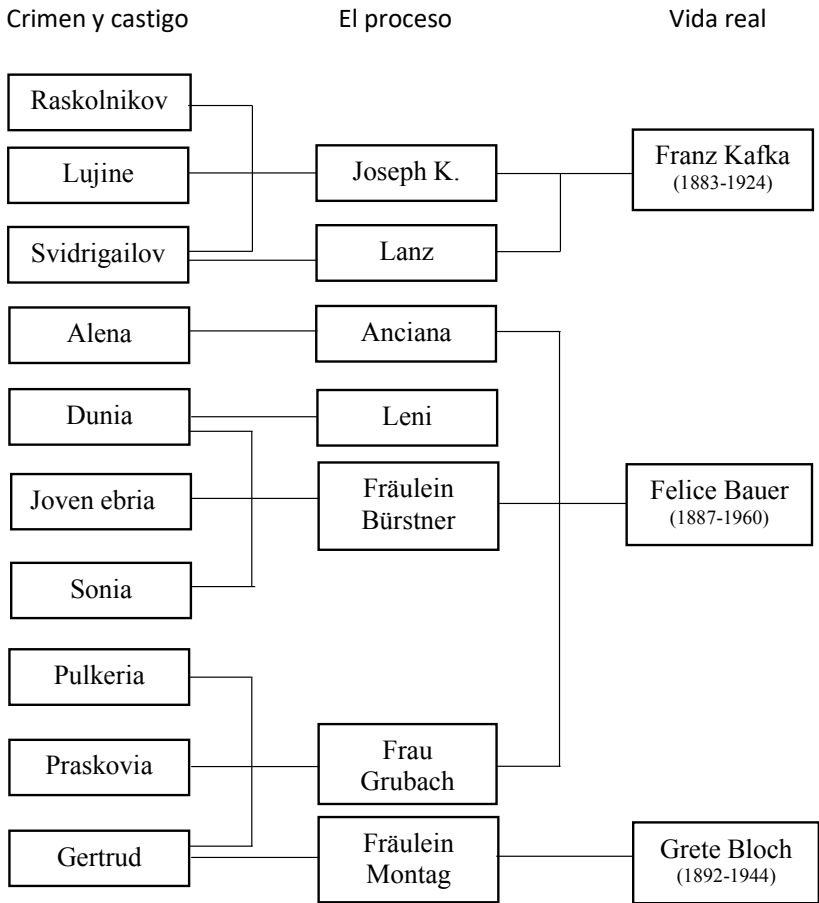 Crimen y castigo
El proceso
Vida real
Raskolnikov
Lujine
Joseph K.
Franz Kafka
(1883-1924)
Svidrigailov
Lanz
Alena
Anciana
Dunia
Leni
Joven ebria
Fräulein
Bürstner
Felice Bauer
(1887-1960)
Sonia
Pulkeria
Praskovia
Frau
Grubach
Gertrud
Fräulein
Montag
Grete Bloch
(1892-1944)